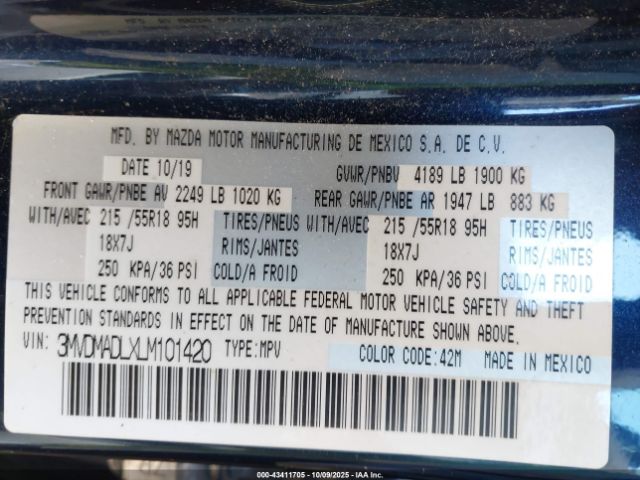 MFD. BY MAZDA MOTOR MANUFACTURING DE MEXICO S.A. DE C.V.
DATE 10/19 GVWR/PNBV 4189 LB 1900 KG
FRONT GAWR/PNBE AV 2249 LB 1020 KG REAR GAWR/PNBE AR 1947 LB 883 KG
WITH/AVEC 215 /55R18 95H TIRES/PNEUS WITH/AVEC 215 /55R18 95H TIRES/PNEUS
18X7J RIMS/JANTES 18X7J RIMS/JANTES
250 KPA/36 PSI COLD/A FROID 250 KPA/36 PSI COLD/A FROID
THIS VEHICLE CONFORMS TO ALL APPLICABLE FEDERAL MOTOR VEHICLE SAFETY AND THEFT
PREVENTION STANDARDS IN EFFECT ON THE DATE OF MANUFACTURE SHOWN ABOVE.
VIN: 3MVDMADLXLM101420 TYPE:MPV COLOR CODE:42M MADE IN MEXICO
00-43411705 - 10/09/2025 - IAAI.COM